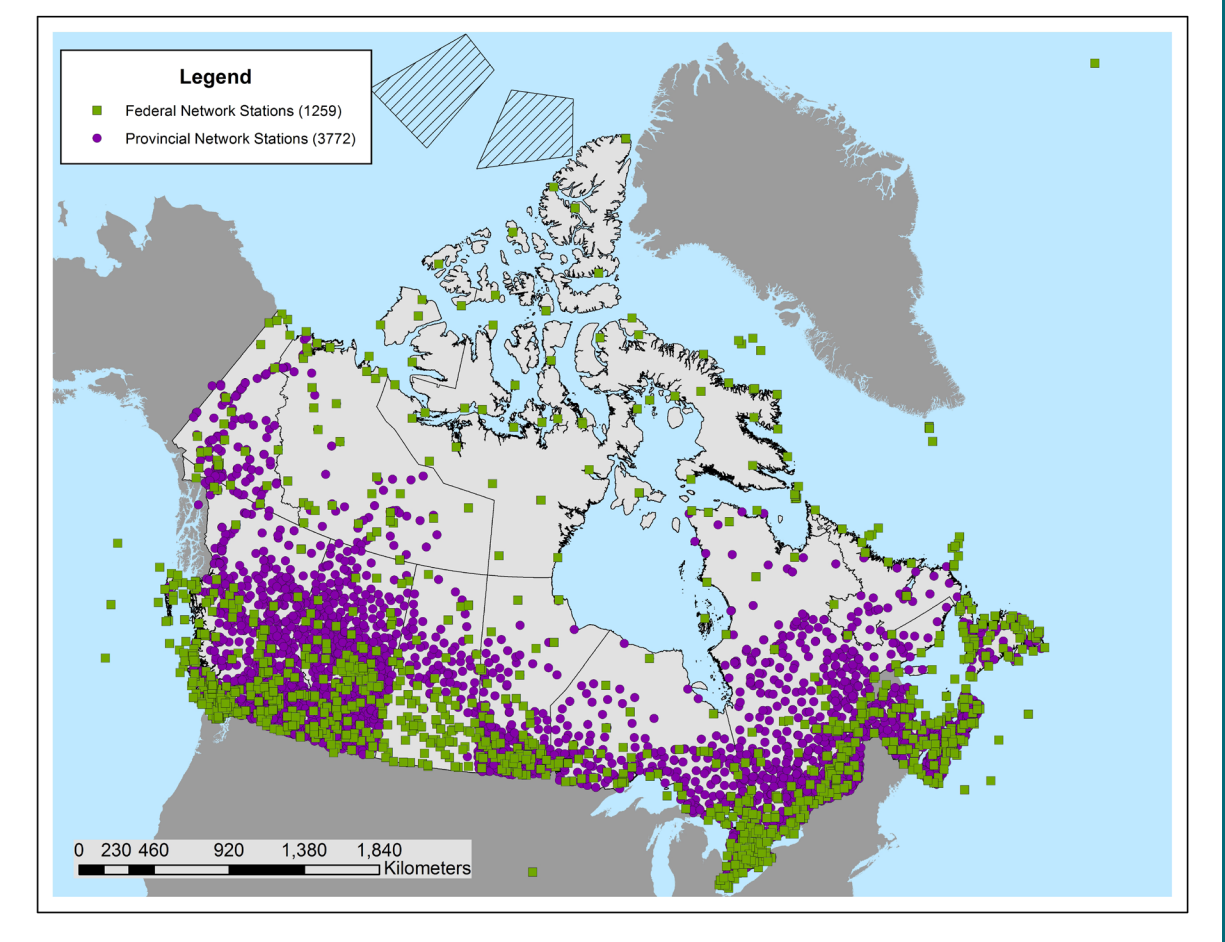 Legend
Federal Network Stations (1259)
Provincial Network Stations (3772)
0 230 460 920 1,380 1,840
Kilometers